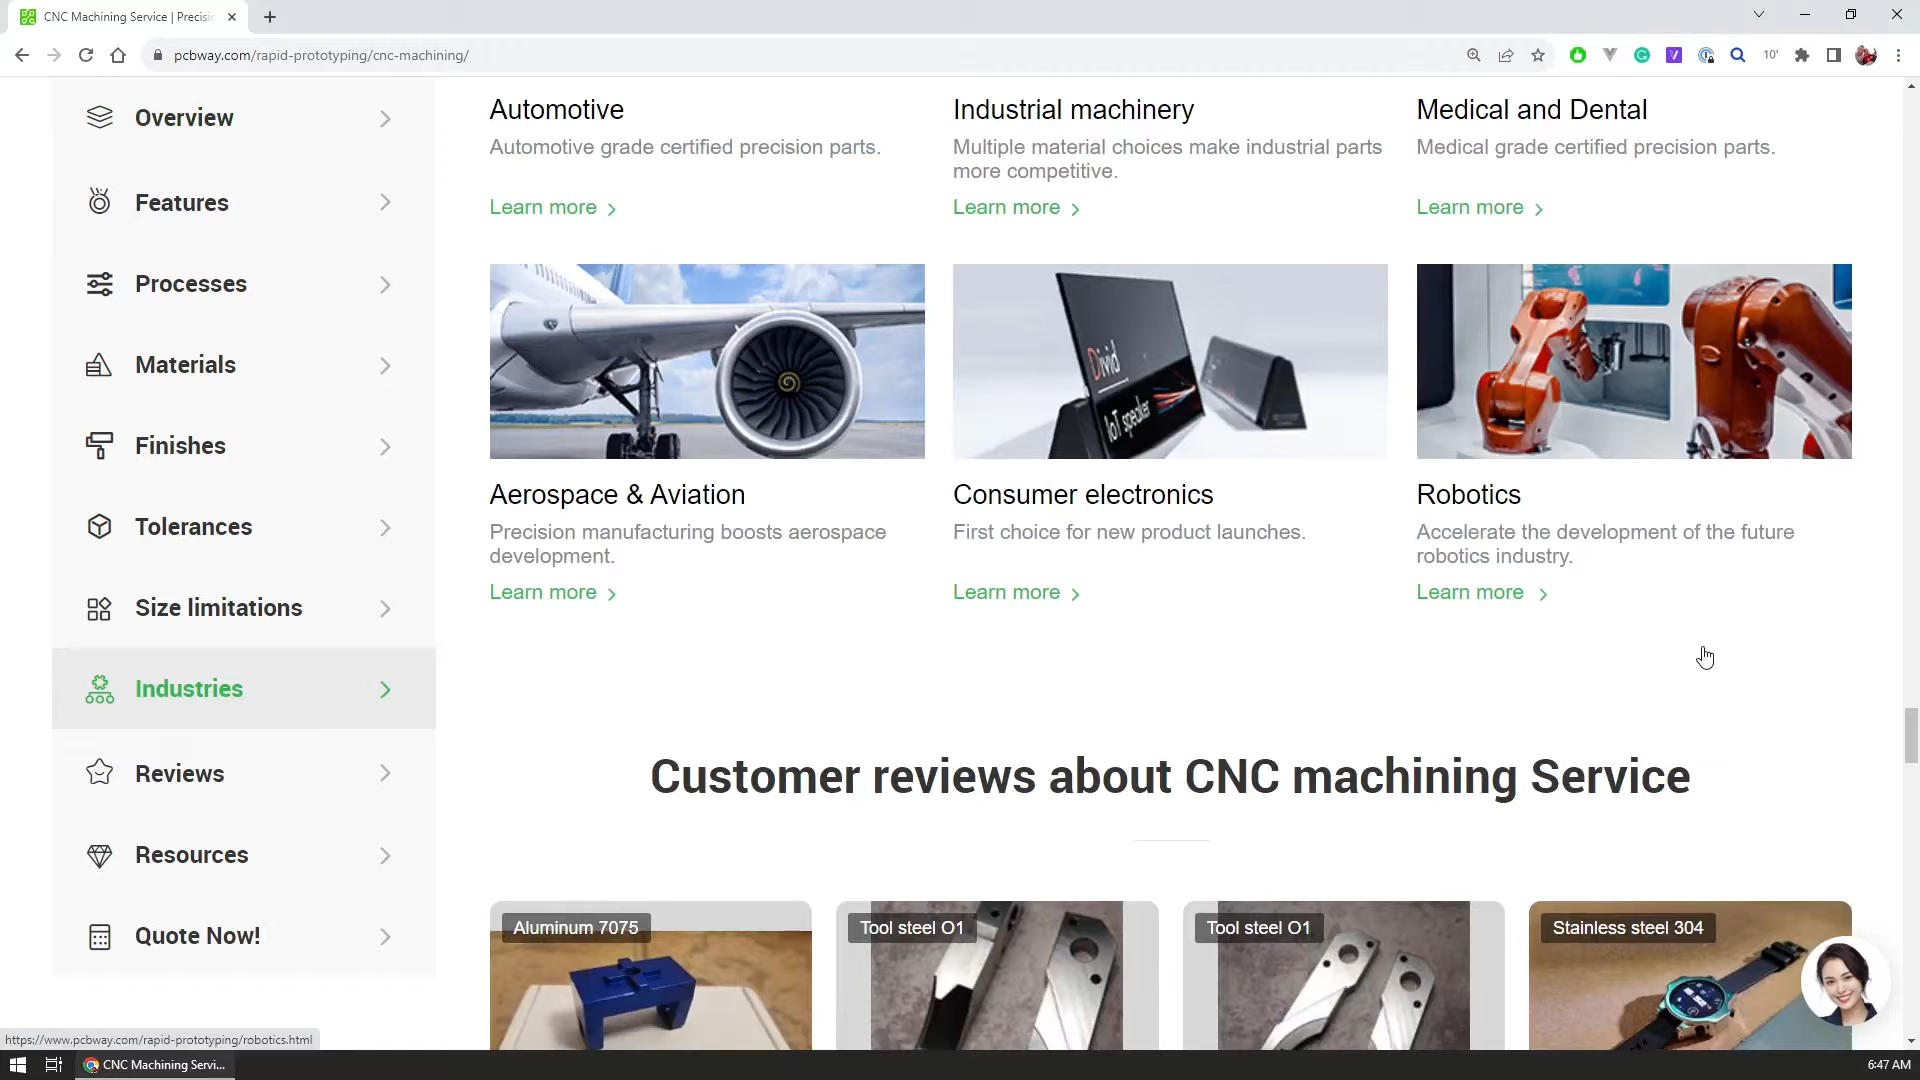 CNC Machining Service | Precisio
pcbway.com/rapid-prototyping/cnc-machining/
10'
Overview
Features
Processes
Materials
Finishes
Tolerances
Size limitations
Industries
Reviews
Resources
Quote Now!
Automotive
Automotive grade certified precision parts.
Learn more
Industrial machinery
Multiple material choices make industrial parts
more competitive.
Learn more
Medical and Dental
Medical grade certified precision parts.
Learn more
Divid
IoT speaker
Aerospace & Aviation
Precision manufacturing boosts aerospace
development.
Learn more
Consumer electronics
First choice for new product launches.
Learn more
Robotics
Accelerate the development of the future
robotics industry.
Learn more
Customer reviews about CNC machining Service
Aluminum 7075
Tool steel O1
Tool steel O1
Stainless steel 304
https://www.pcbway.com/rapid-prototyping/robotics.html
CNC Machining Servi...
6:47 AM